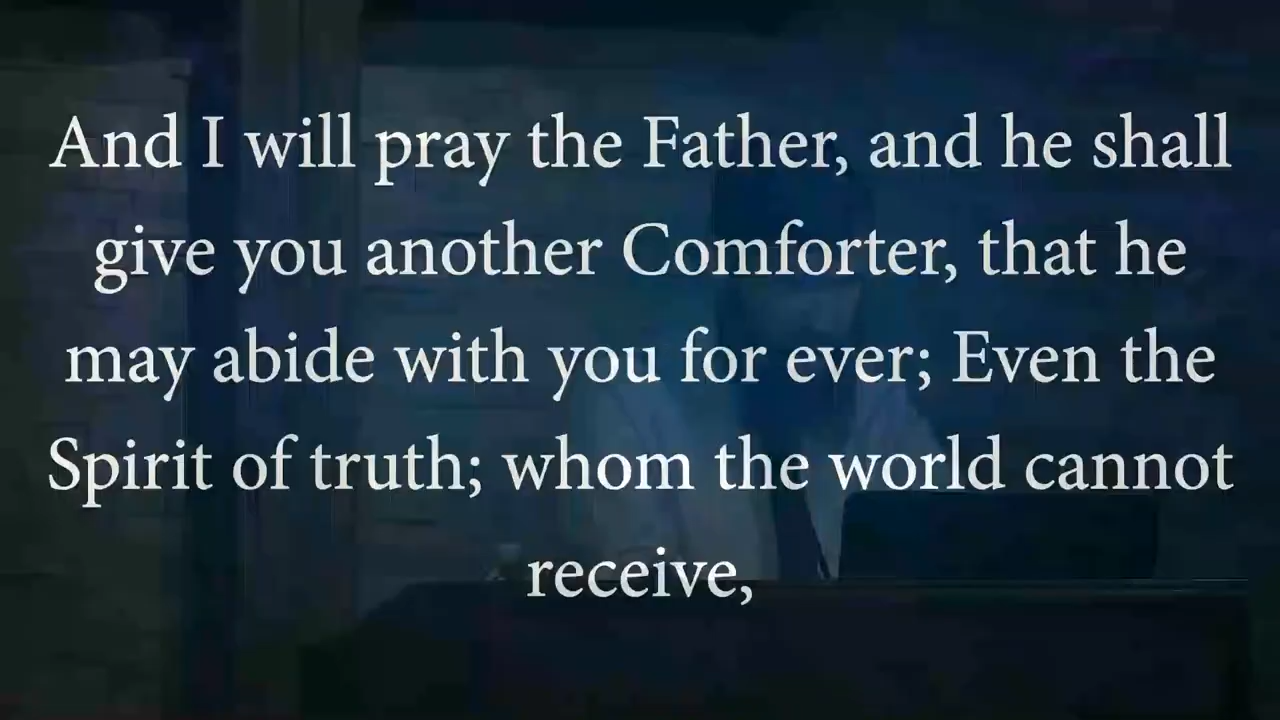 And I will pray the Father, and he shall
give you another Comforter, that he
may abide with you for ever; Even the
Spirit of truth; whom the world cannot
receive,